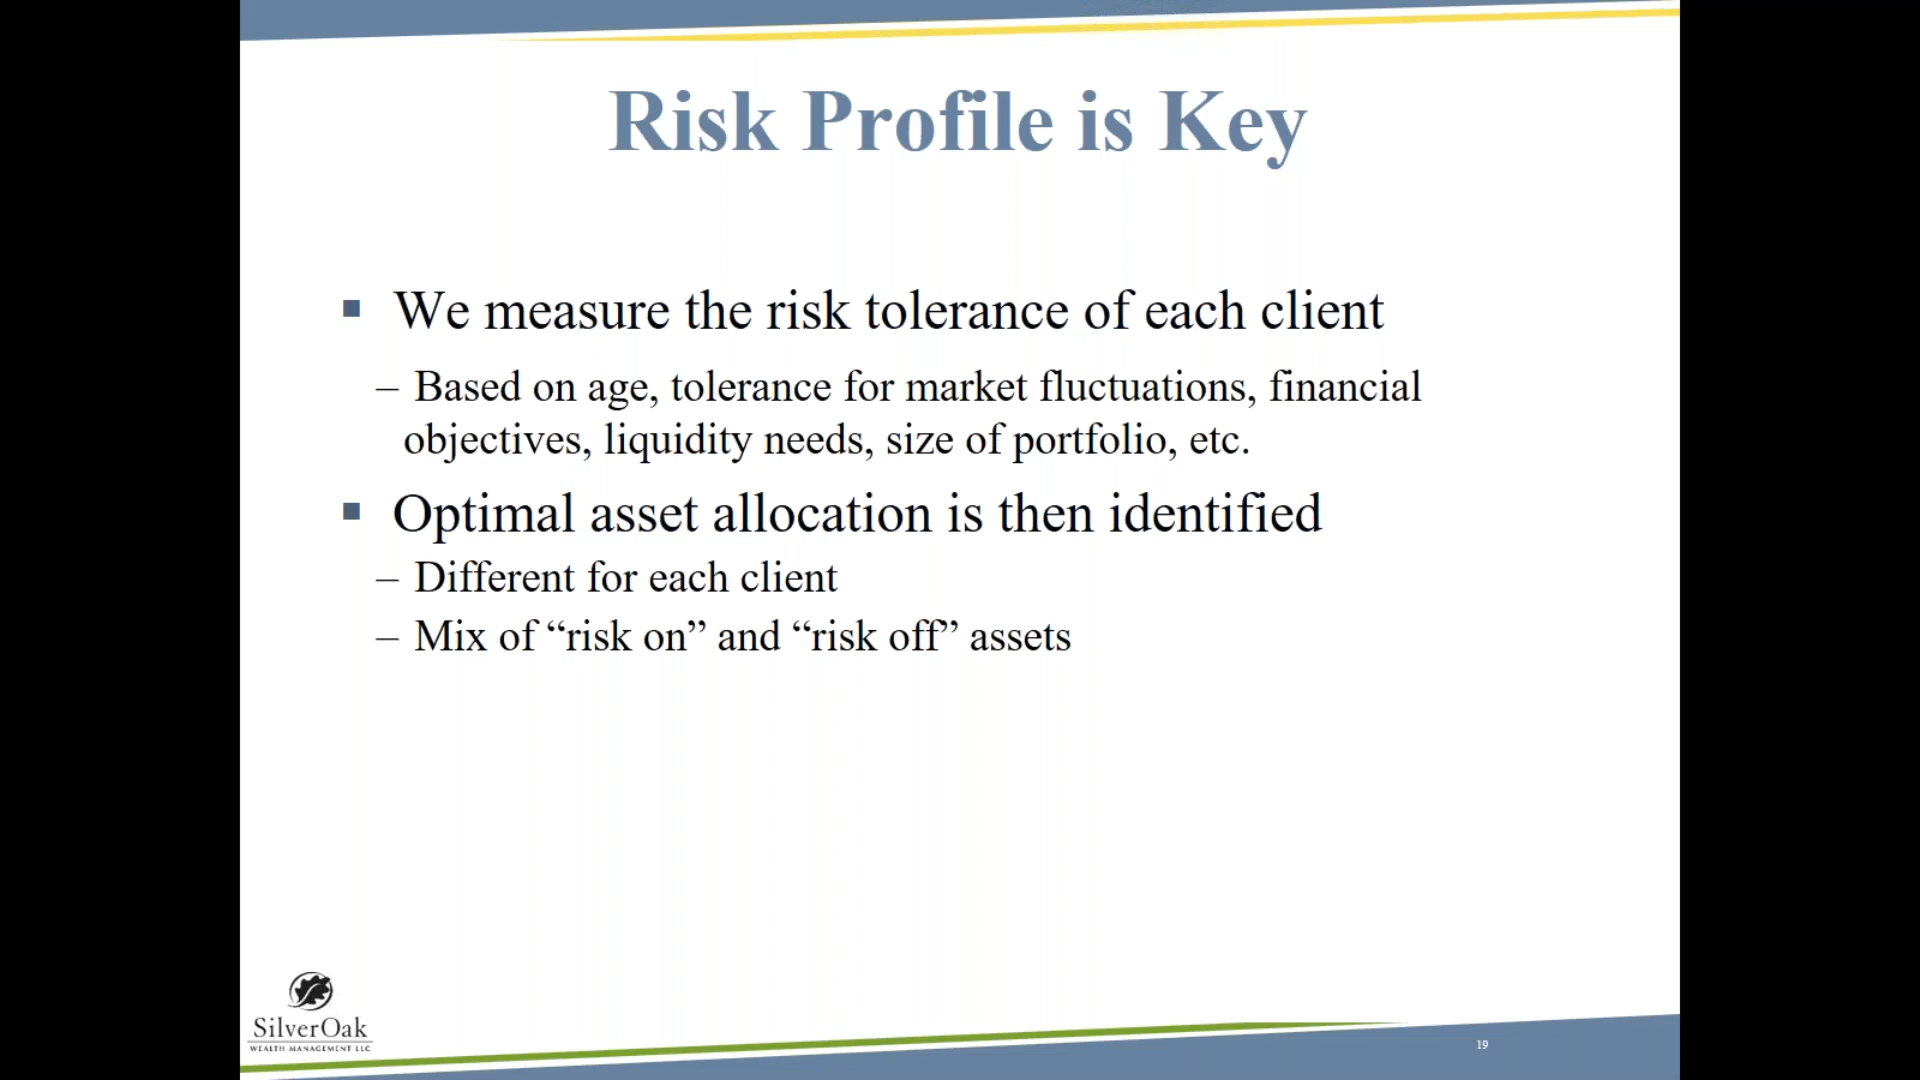 Risk Profile is Key
▪ We measure the risk tolerance of each client
– Based on age, tolerance for market fluctuations, financial
objectives, liquidity needs, size of portfolio, etc.
▪ Optimal asset allocation is then identified
– Different for each client
– Mix of “risk on” and “risk off” assets
SilverOak
WEALTH MANAGEMENT LLC
19